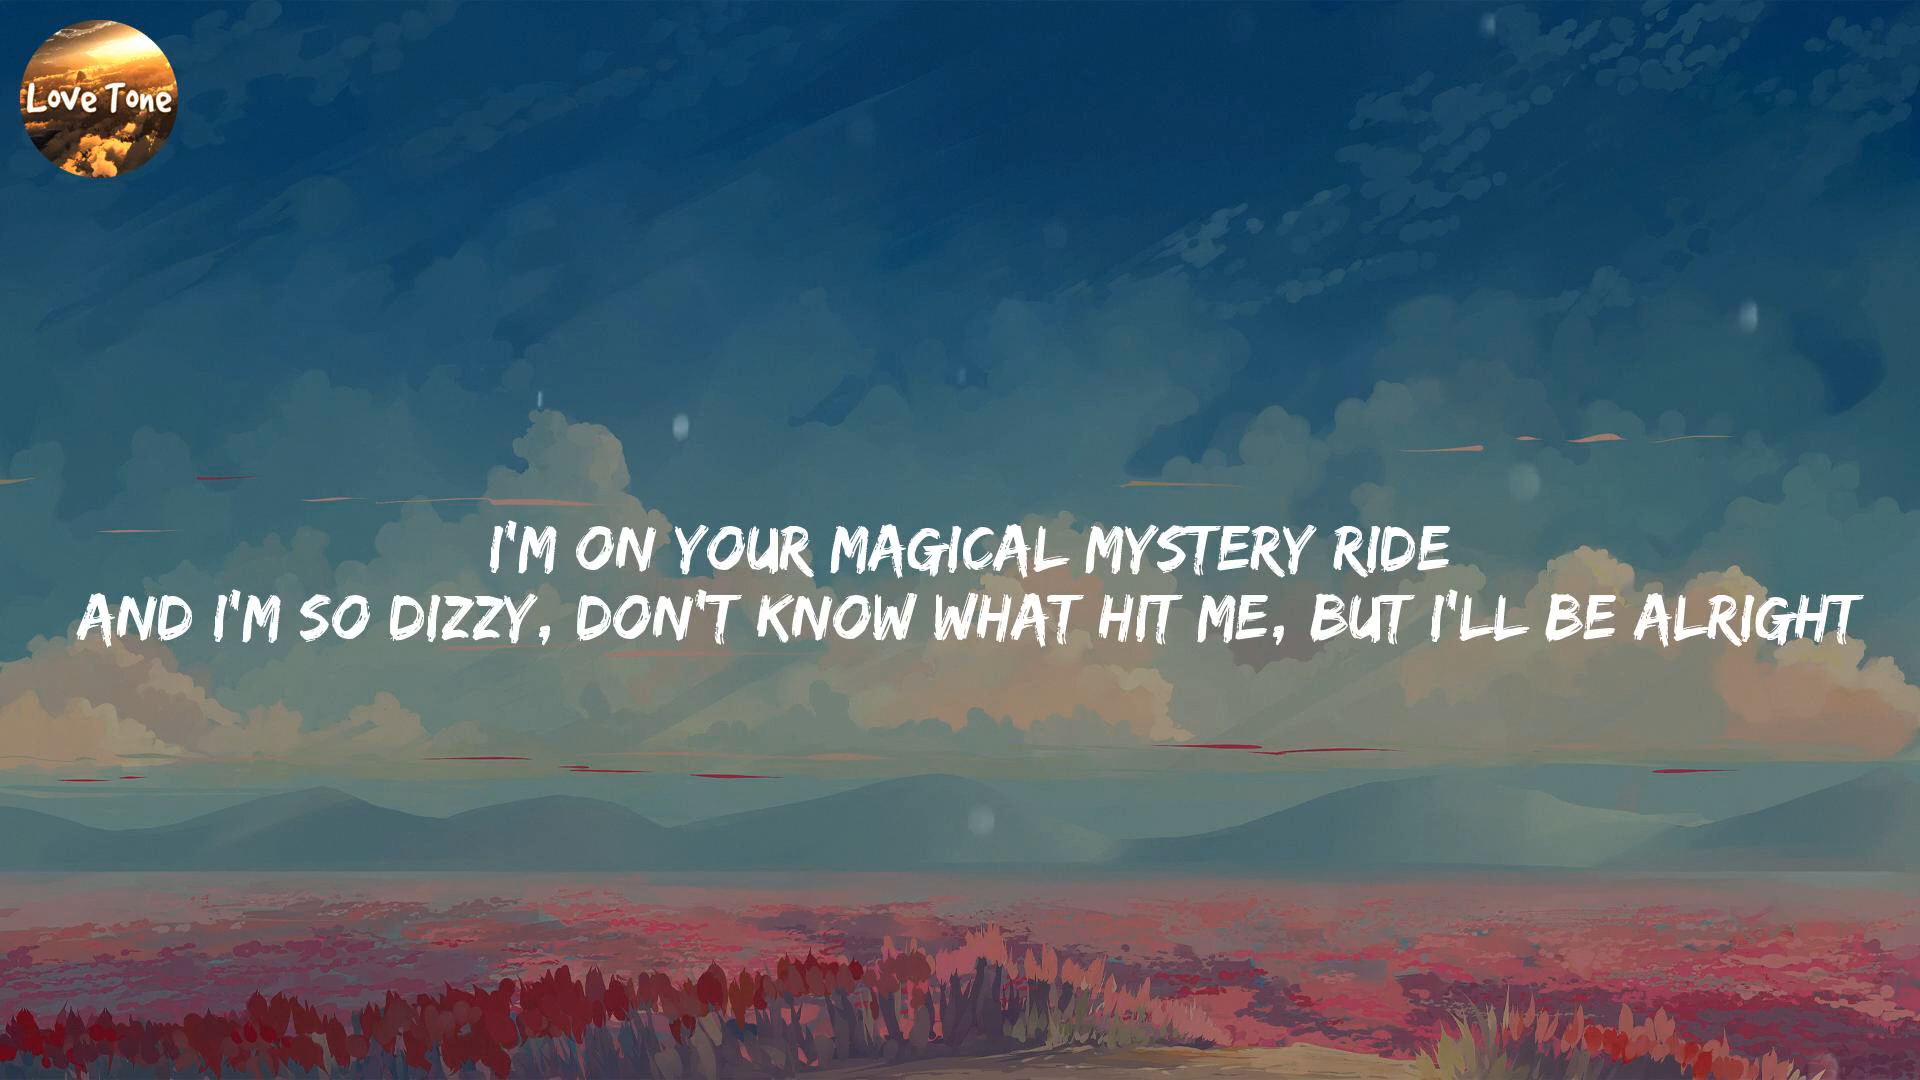 Love Tone
I'M ON YOUR MAGICAL MYSTERY RIDE
AND I'M SO DIZZY, DON'T KNOW WHAT HIT ME, BUT I'LL BE ALRIGHT